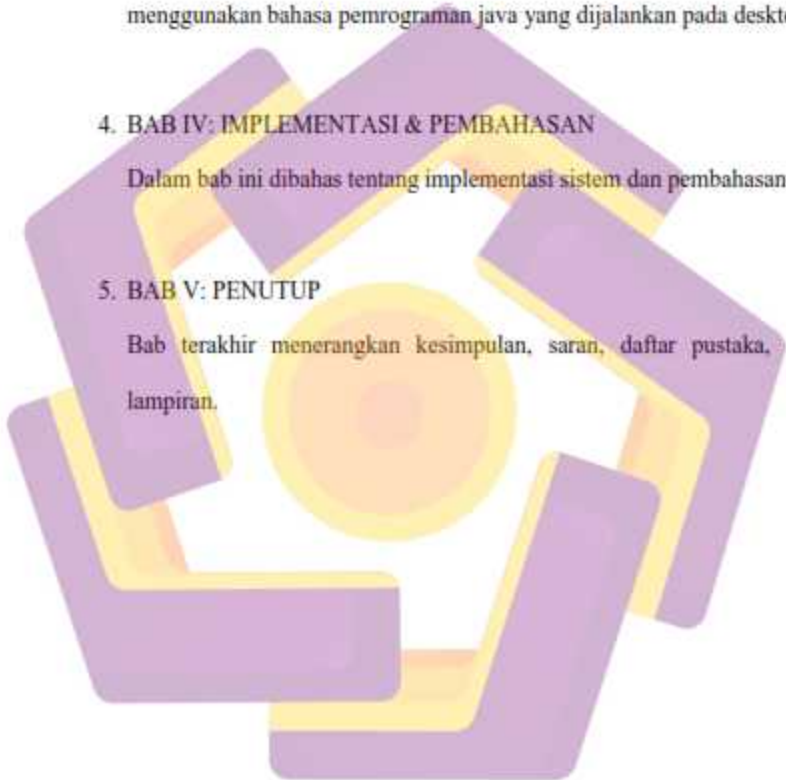 menggunakan bahasa pemrograman java yang dijalankan pada
4. BAB IV: IMPLEMENTASI & PEMBAHASAN
Dalam bab ini dibahas tentang implementasi sistem dan pembahasan
5. BAB V: PENUTUP
Bab terakhir menerangkan kesimpulan, saran, daftar pustaka,
lampiran.